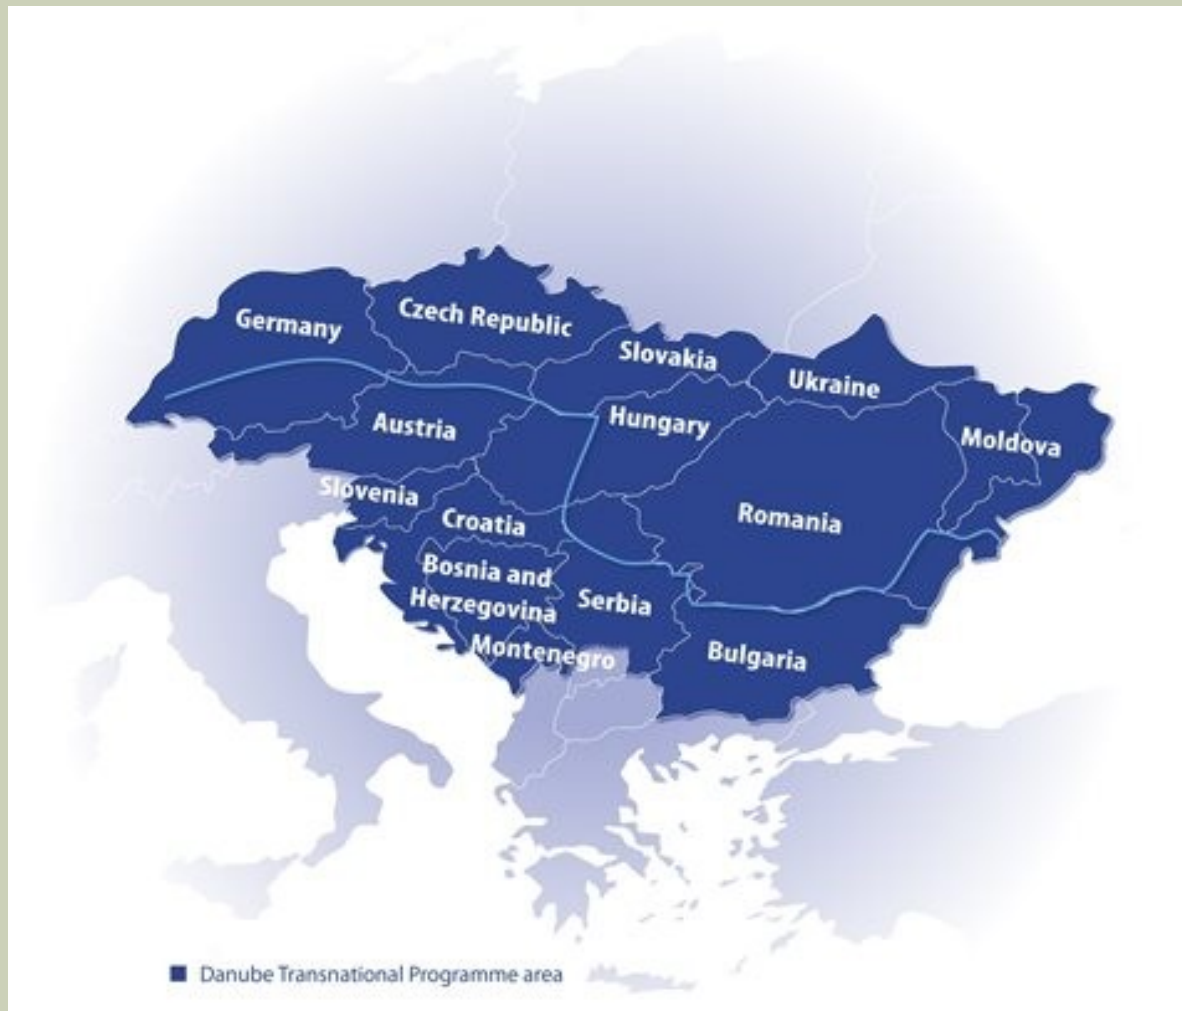 Germany
Czech Republic
Slovakia
Ukraine
Austria
Hungary
Moldova
Slovenia
Croatia
Romania
Bosnia and
Herzegovina
Serbia
Montenegro
Bulgaria
Danube Transnational Programme area